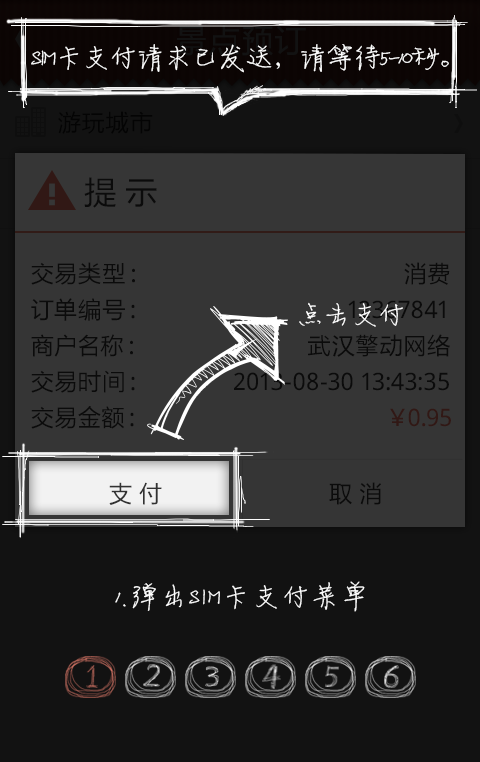 景点预订
SIM卡支付请求已发送，请等待5-10秒。
游玩城市
提示
交易类型： 消费
订单编号： 7841
点击支付
商户名称： 武汉擎动网络
交易时间： 2013-08-30 13:43:35
交易金额： ￥0.95
支付 取消
1.弹出SIM卡支付菜单
1 2 3 4 5 6